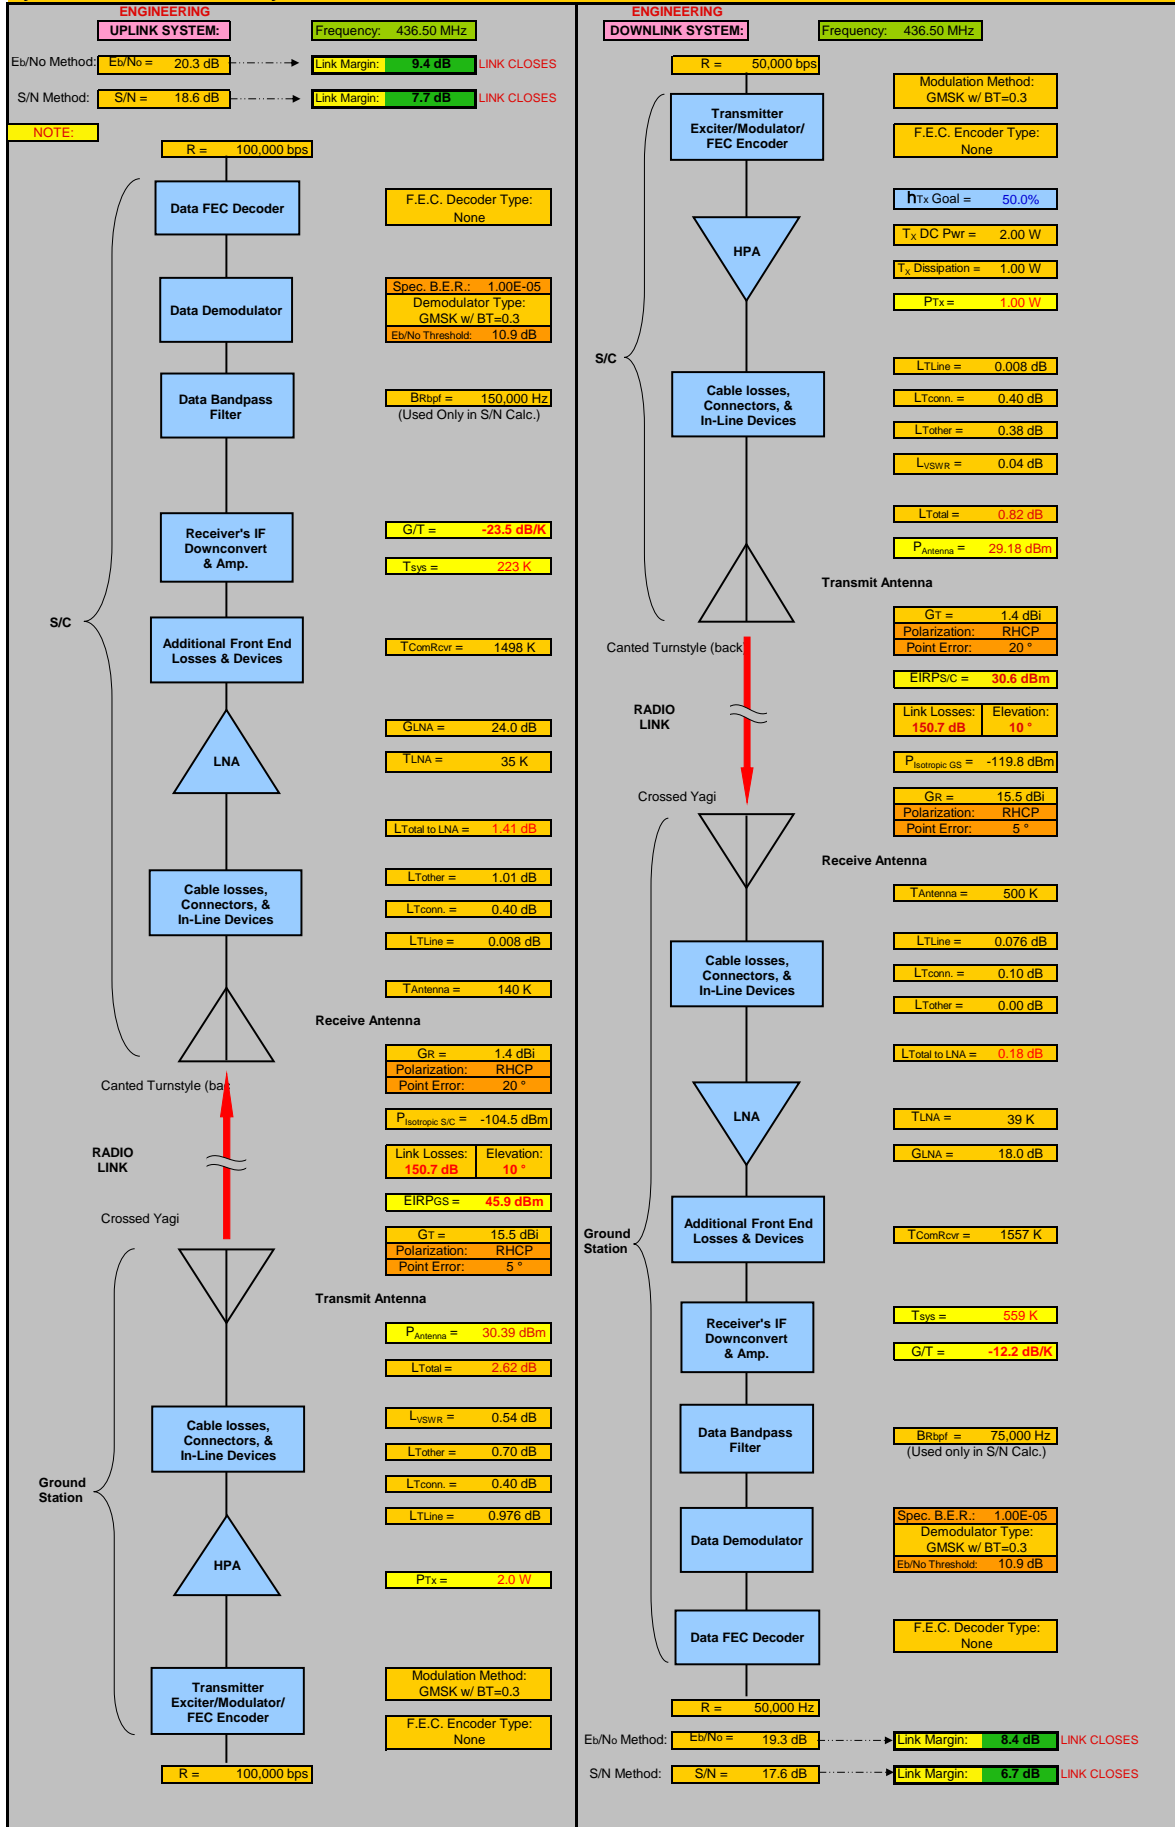 ENGINEERING
UPLINK SYSTEM:
Frequency: 436.50 MHz
Eb/No Method: Eb/No = 20.3 dB Link Margin: 9.4 dB LINK CLOSES
S/N Method: S/N = 18.6 dB Link Margin: 7.7 dB LINK CLOSES
NOTE:
R = 100,000 bps
Data FEC Decoder
F.E.C. Decoder Type:
None
Data Demodulator
Spec. B.E.R.: 1.00E-05
Demodulator Type:
GMSK w/ BT=0.3
Eb/No Threshold: 10.9 dB
Data Bandpass
Filter
BRbpf = 150,000 Hz
(Used Only in S/N Calc.)
Receiver's IF
Downconvert
& Amp.
G/T = -23.5 dB/K
Tsys = 223 K
S/C
Additional Front End
Losses & Devices
TComRcvr = 1498 K
LNA
GLNA = 24.0 dB
TLNA = 35 K
LTotal to LNA = 1.41 dB
Cable losses,
Connectors, &
In-Line Devices
LTother = 1.01 dB
LTconn. = 0.40 dB
LTLine = 0.008 dB
TAntenna = 140 K
Receive Antenna
GR = 1.4 dBi
Polarization: RHCP
Point Error: 20 °
Canted Turnstyle (bac
PIsotropic S/C = -104.5 dBm
RADIO
LINK
Link Losses: Elevation:
150.7 dB 10 °
EIRPGS = 45.9 dBm
Crossed Yagi
GT = 15.5 dBi
Polarization: RHCP
Point Error: 5 °
Transmit Antenna
PAntenna = 30.39 dBm
LTotal = 2.62 dB
Cable losses,
Connectors, &
In-Line Devices
LVSWR = 0.54 dB
LTother = 0.70 dB
LTconn. = 0.40 dB
LTLine = 0.976 dB
Ground
Station
HPA
PTx = 2.0 W
Transmitter
Exciter/Modulator/
FEC Encoder
Modulation Method:
GMSK w/ BT=0.3
F.E.C. Encoder Type:
None
R = 100,000 bps
ENGINEERING
DOWNLINK SYSTEM:
Frequency: 436.50 MHz
R = 50,000 bps
Transmitter
Exciter/Modulator/
FEC Encoder
Modulation Method:
GMSK w/ BT=0.3
F.E.C. Encoder Type:
None
hTx Goal = 50.0%
HPA
TX DC Pwr = 2.00 W
TX Dissipation = 1.00 W
PTx = 1.00 W
S/C
Cable losses,
Connectors, &
In-Line Devices
LTLine = 0.008 dB
LTconn. = 0.40 dB
LTother = 0.38 dB
LVSWR = 0.04 dB
LTotal = 0.82 dB
PAntenna = 29.18 dBm
Transmit Antenna
GT = 1.4 dBi
Polarization: RHCP
Point Error: 20 °
Canted Turnstyle (back
EIRPS/C = 30.6 dBm
RADIO
LINK
Link Losses: Elevation:
150.7 dB 10 °
PIsotropic GS = -119.8 dBm
Crossed Yagi
GR = 15.5 dBi
Polarization: RHCP
Point Error: 5 °
Receive Antenna
TAntenna = 500 K
Cable losses,
Connectors, &
In-Line Devices
LTLine = 0.076 dB
LTconn. = 0.10 dB
LTother = 0.00 dB
LTotal to LNA = 0.18 dB
LNA
TLNA = 39 K
GLNA = 18.0 dB
Ground
Station
Additional Front End
Losses & Devices
TComRcvr = 1557 K
Receiver's IF
Downconvert
& Amp.
Tsys = 559 K
G/T = -12.2 dB/K
Data Bandpass
Filter
BRbpf = 75,000 Hz
(Used only in S/N Calc.)
Data Demodulator
Spec. B.E.R.: 1.00E-05
Demodulator Type:
GMSK w/ BT=0.3
Eb/No Threshold: 10.9 dB
Data FEC Decoder
F.E.C. Decoder Type:
None
R = 50,000 Hz
Eb/No Method: Eb/No = 19.3 dB Link Margin: 8.4 dB LINK CLOSES
S/N Method: S/N = 17.6 dB Link Margin: 6.7 dB LINK CLOSES